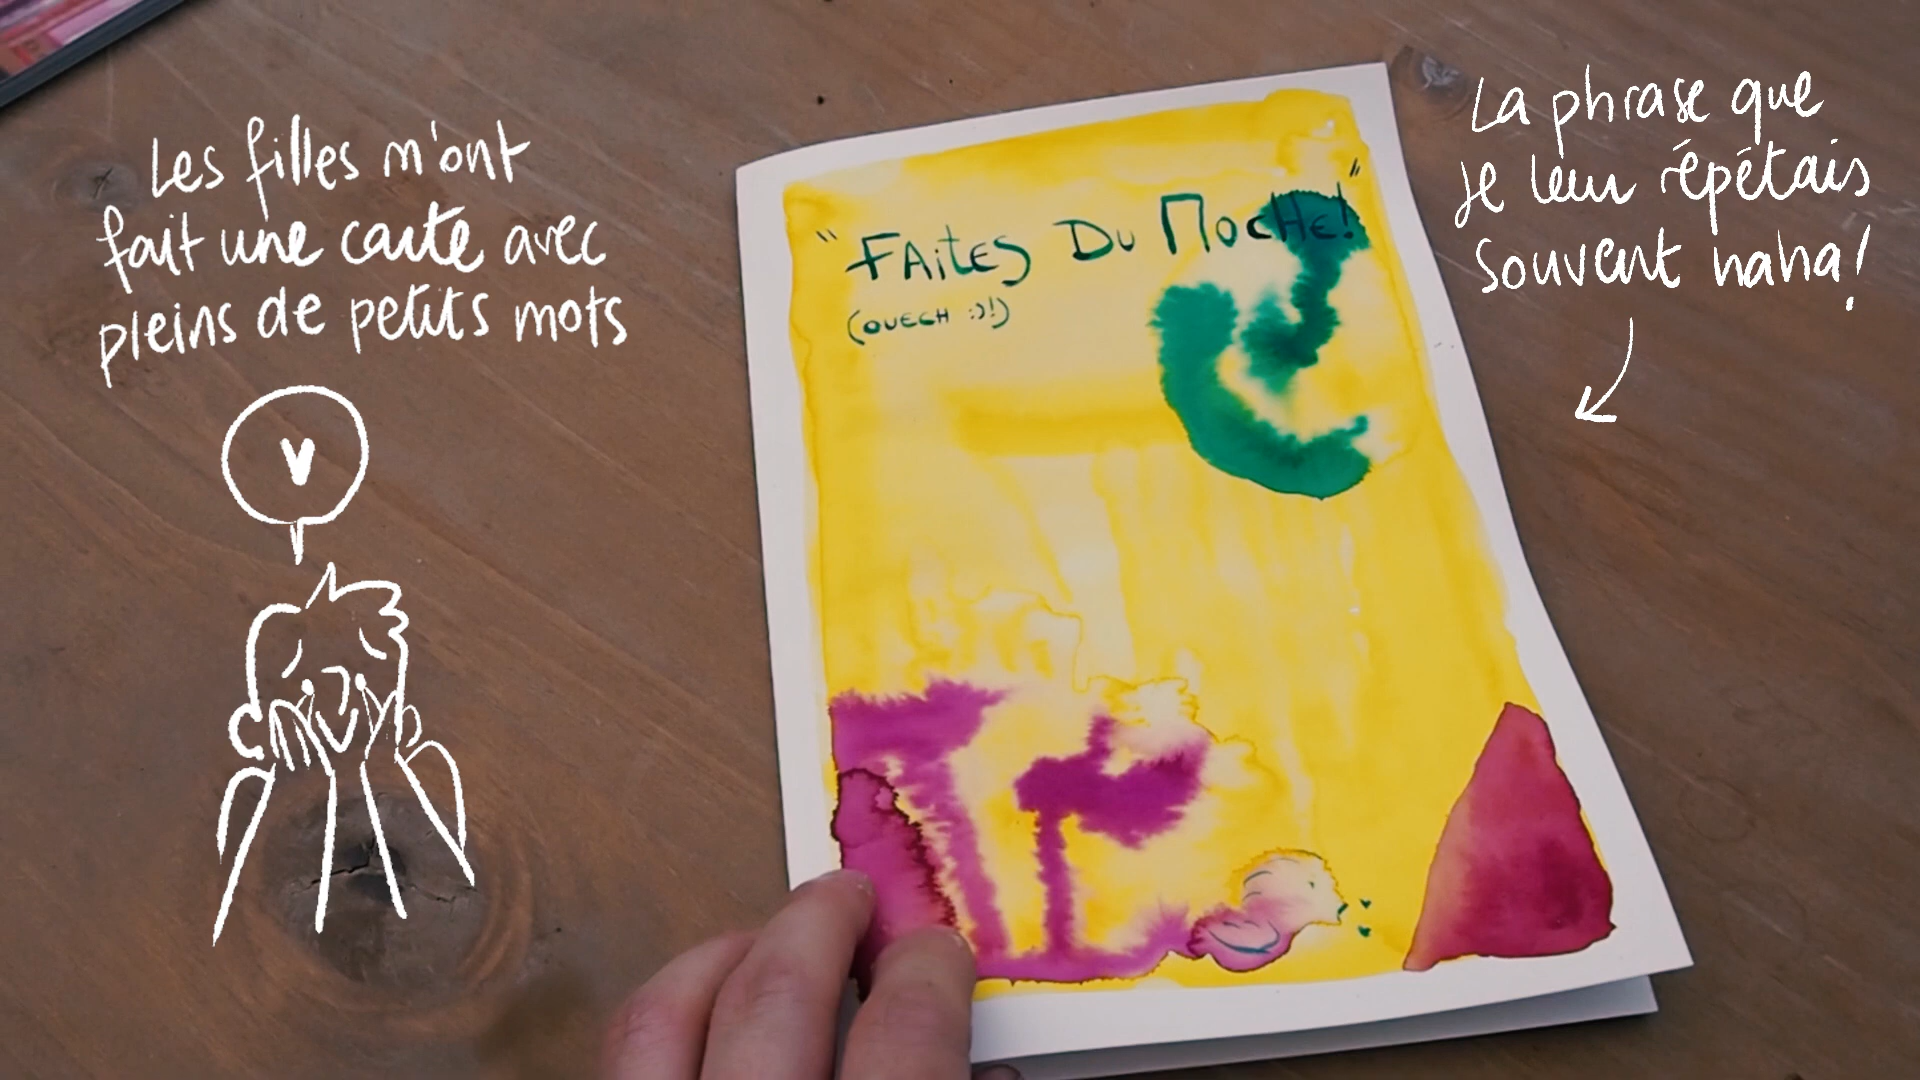 Les filles m'ont
fait une carte avec
pleins de petits mots
"FAiTES DU MOCHE!"
(OUECH :)!)
La phrase que
je leur répétais
souvent haha!